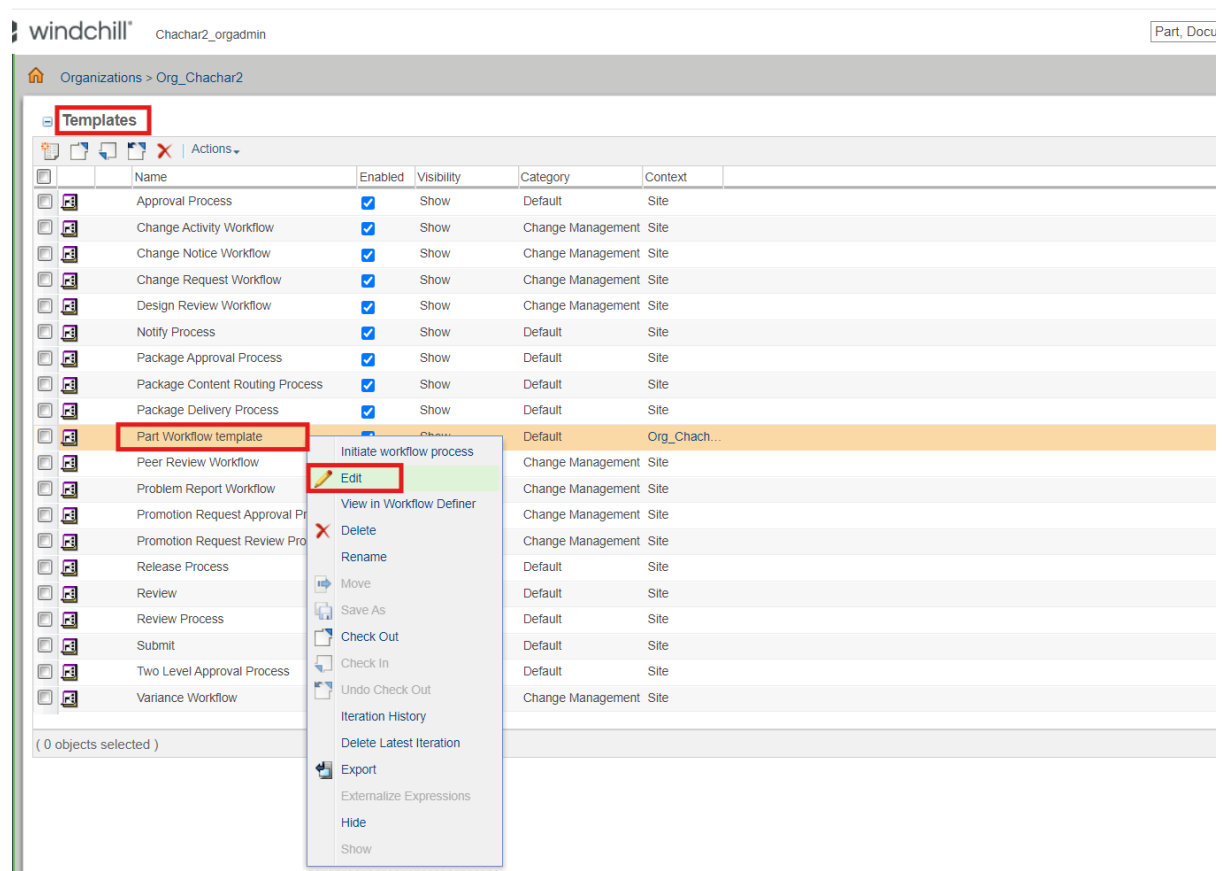 windchill® Chachar2_orgadmin Part, Docu
Organizations > Org_Chachar2
Templates
Actions
Name Enabled Visibility Category Context
Approval Process Show Default Site
Change Activity Workflow Show Change Management Site
Change Notice Workflow Show Change Management Site
Change Request Workflow Show Change Management Site
Design Review Workflow Show Change Management Site
Notify Process Show Default Site
Package Approval Process Show Default Site
Package Content Routing Process Show Default Site
Package Delivery Process Show Default Site
Part Workflow template Show Default Org_Chach...
Initiate workflow process
Peer Review Workflow Change Management Site
Edit
Problem Report Workflow Change Management Site
View in Workflow Definer
Promotion Request Approval Pr Change Management Site
Delete
Promotion Request Review Pro Change Management Site
Rename
Release Process Default Site
Move
Review Default Site
Save As
Review Process Default Site
Check Out
Submit Default Site
Check In
Two Level Approval Process Default Site
Undo Check Out
Variance Workflow Change Management Site
Iteration History
( 0 objects selected )
Delete Latest Iteration
Export
Externalize Expressions
Hide
Show